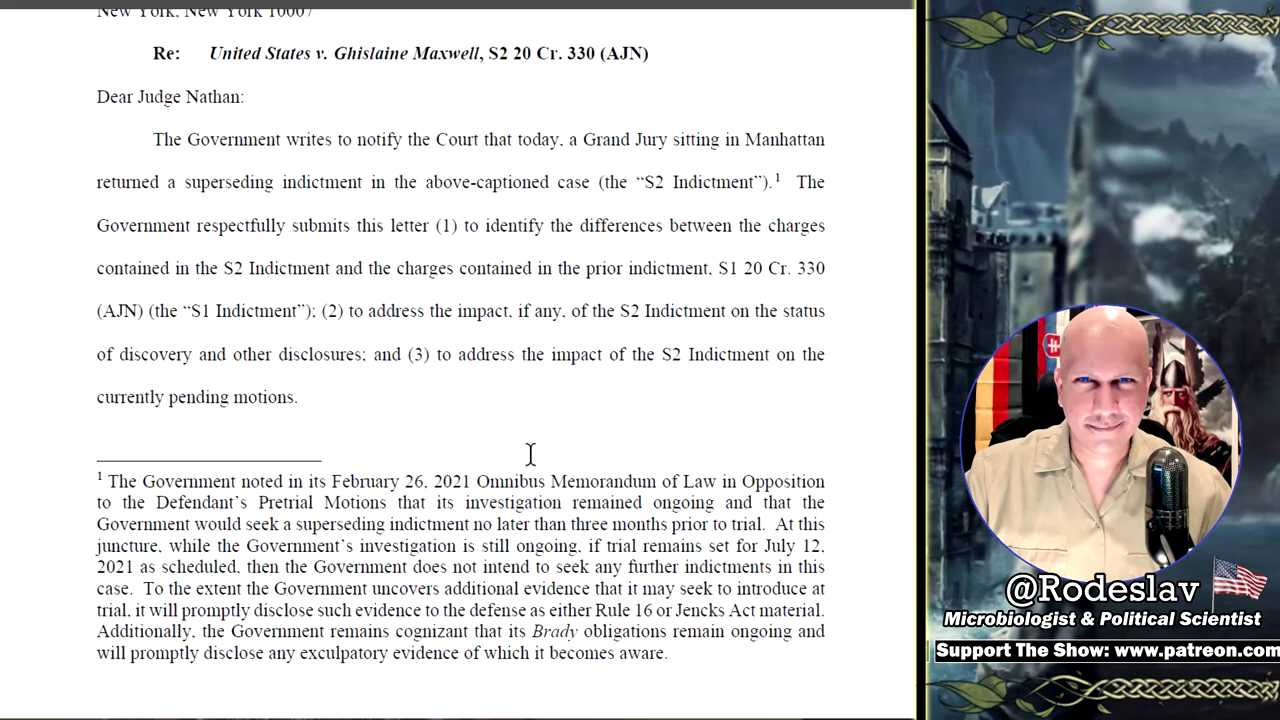 New York, New York 10007
Re: United States v. Ghislaine Maxwell, S2 20 Cr. 330 (AJN)
Dear Judge Nathan:
The Government writes to notify the Court that today, a Grand Jury sitting in Manhattan
returned a superseding indictment in the above-captioned case (the “S2 Indictment”).1 The
Government respectfully submits this letter (1) to identify the differences between the charges
contained in the S2 Indictment and the charges contained in the prior indictment, S1 20 Cr. 330
(AJN) (the “S1 Indictment”); (2) to address the impact, if any, of the S2 Indictment on the status
of discovery and other disclosures; and (3) to address the impact of the S2 Indictment on the
currently pending motions.
1 The Government noted in its February 26, 2021 Omnibus Memorandum of Law in Opposition
to the Defendant’s Pretrial Motions that its investigation remained ongoing and that the
Government would seek a superseding indictment no later than three months prior to trial. At this
juncture, while the Government’s investigation is still ongoing, if trial remains set for July 12,
2021 as scheduled, then the Government does not intend to seek any further indictments in this
case. To the extent the Government uncovers additional evidence that it may seek to introduce at
trial, it will promptly disclose such evidence to the defense as either Rule 16 or Jencks Act material.
Additionally, the Government remains cognizant that its Brady obligations remain ongoing and
will promptly disclose any exculpatory evidence of which it becomes aware.
@Rodeslav
Microbiologist & Political Scientist
Support The Show: www.patreon.com